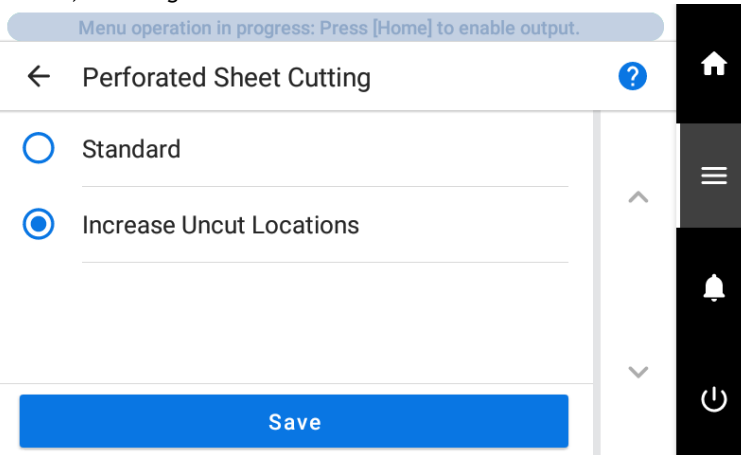 Menu operation in progress: Press [Home] to enable output.
Perforated Sheet Cutting
?
Standard
Increase Uncut Locations
Save